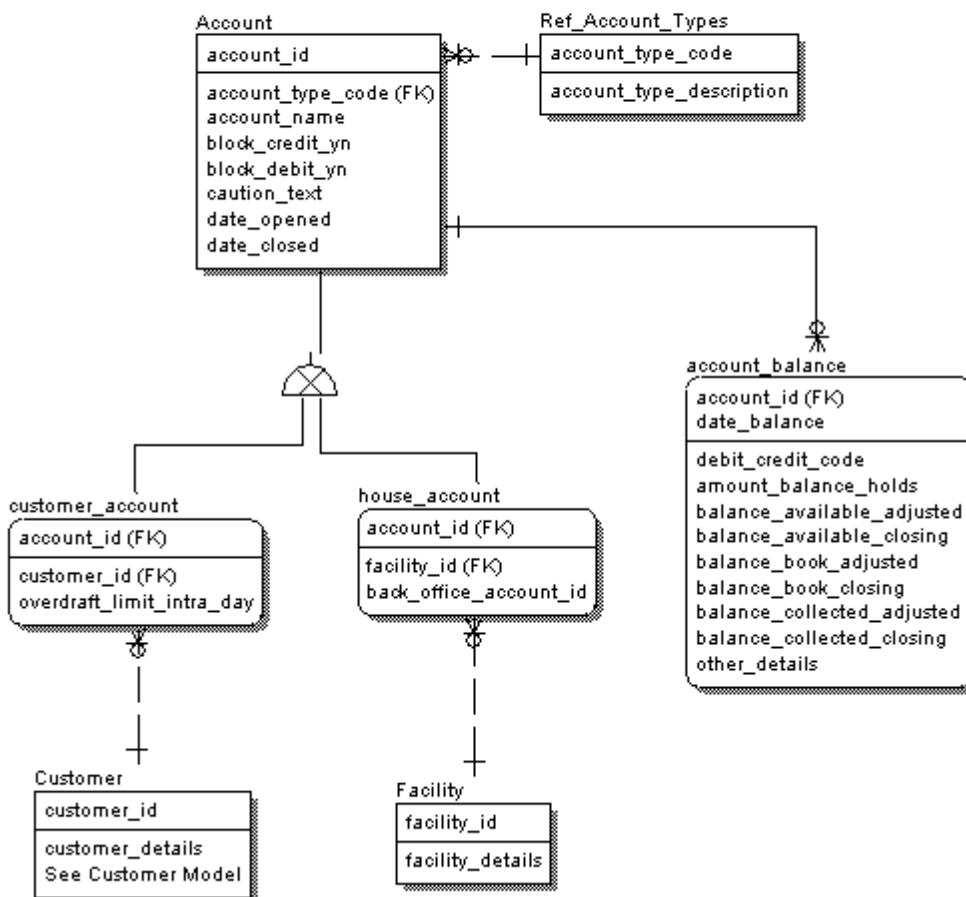 Account
account_id
account_type_code (FK)
account_name
block_credit_yn
block_debit_yn
caution_text
date_opened
date_closed
Ref_Account_Types
account_type_code
account_type_description
account_balance
account_id (FK)
date_balance
debit_credit_code
amount_balance_holds
balance_available_adjusted
balance_available_closing
balance_book_adjusted
balance_book_closing
balance_collected_adjusted
balance_collected_closing
other_details
customer_account
account_id (FK)
customer_id (FK)
overdraft_limit_intra_day
house_account
account_id (FK)
facility_id (FK)
back_office_account_id
Customer
customer_id
customer_details
See Customer Model
Facility
facility_id
facility_details